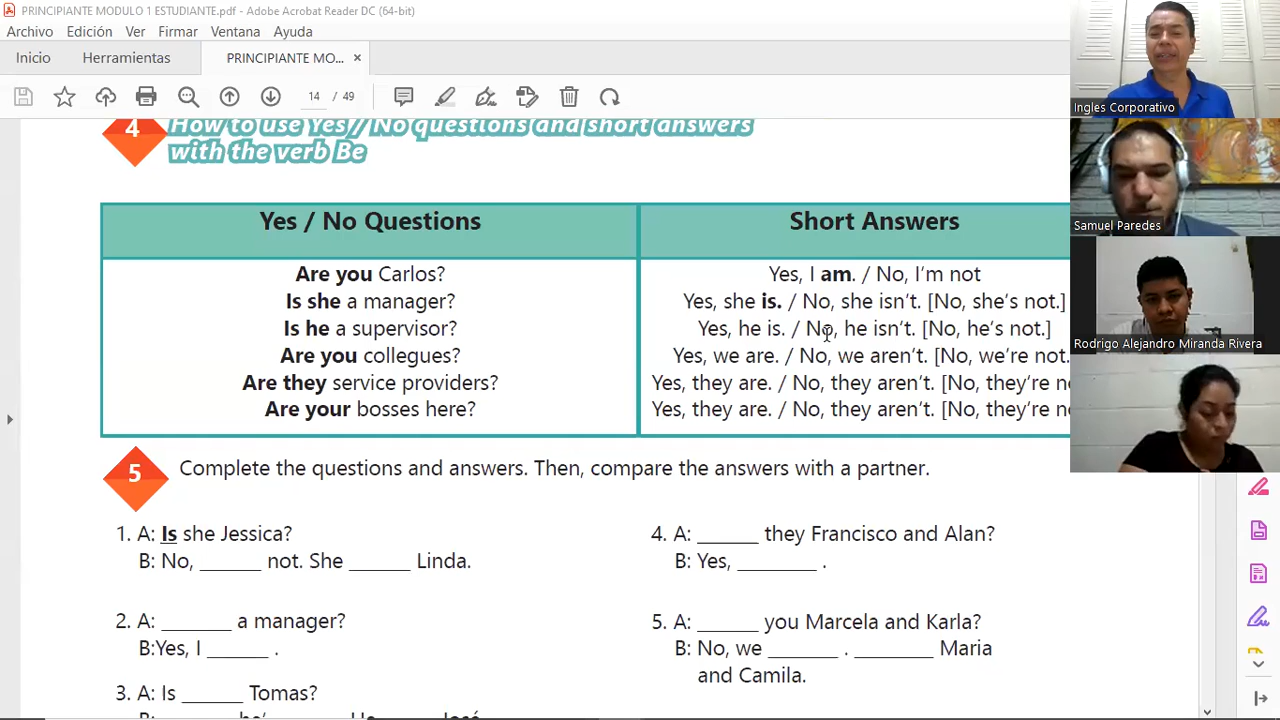 PRINCIPIANTE MODULO 1 ESTUDIANTE.pdf - Adobe Acrobat Reader DC (64-bit)
Archivo Edición Ver Firmar Ventana Ayuda
Inicio Herramientas PRINCIPIANTE MO... ×
14 / 49
4 How to use Yes / No questions and short answers
with the verb Be
Yes / No Questions Short Answers
Are you Carlos? Yes, I am. / No, I'm not
Is she a manager? Yes, she is. / No, she isn't. [No, she's not.]
Is he a supervisor? Yes, he is. / No, he isn't. [No, he's not.]
Are you collegues? Yes, we are. / No, we aren't. [No, we're not.
Are they service providers? Yes, they are. / No, they aren't. [No, they're no
Are your bosses here? Yes, they are. / No, they aren't. [No, they're no
5 Complete the questions and answers. Then, compare the answers with a partner.
1. A: Is she Jessica?
B: No, ______ not. She ______ Linda.
2. A: _______ a manager?
B:Yes, I ______ .
3. A: Is ______ Tomas?
4. A: ______ they Francisco and Alan?
B: Yes, ________ .
5. A: ______ you Marcela and Karla?
B: No, we _______ . ________ Maria
and Camila.
Ingles Corporativo
Samuel Paredes
Rodrigo Alejandro Miranda Rivera